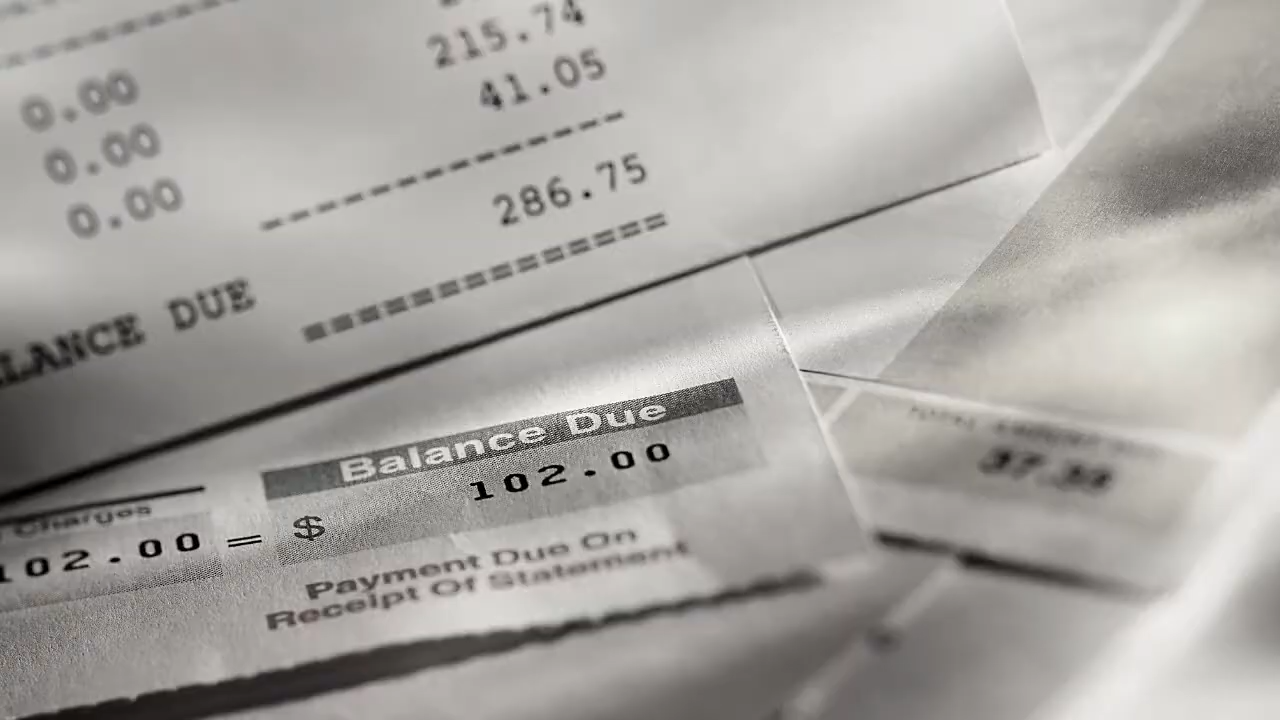 215.74
0.00 41.05
0.00
0.00 286.75
LANCE DUE
Balance Due
102.00
Charges
102.00 = $
Payment Due On
Receipt Of Statement